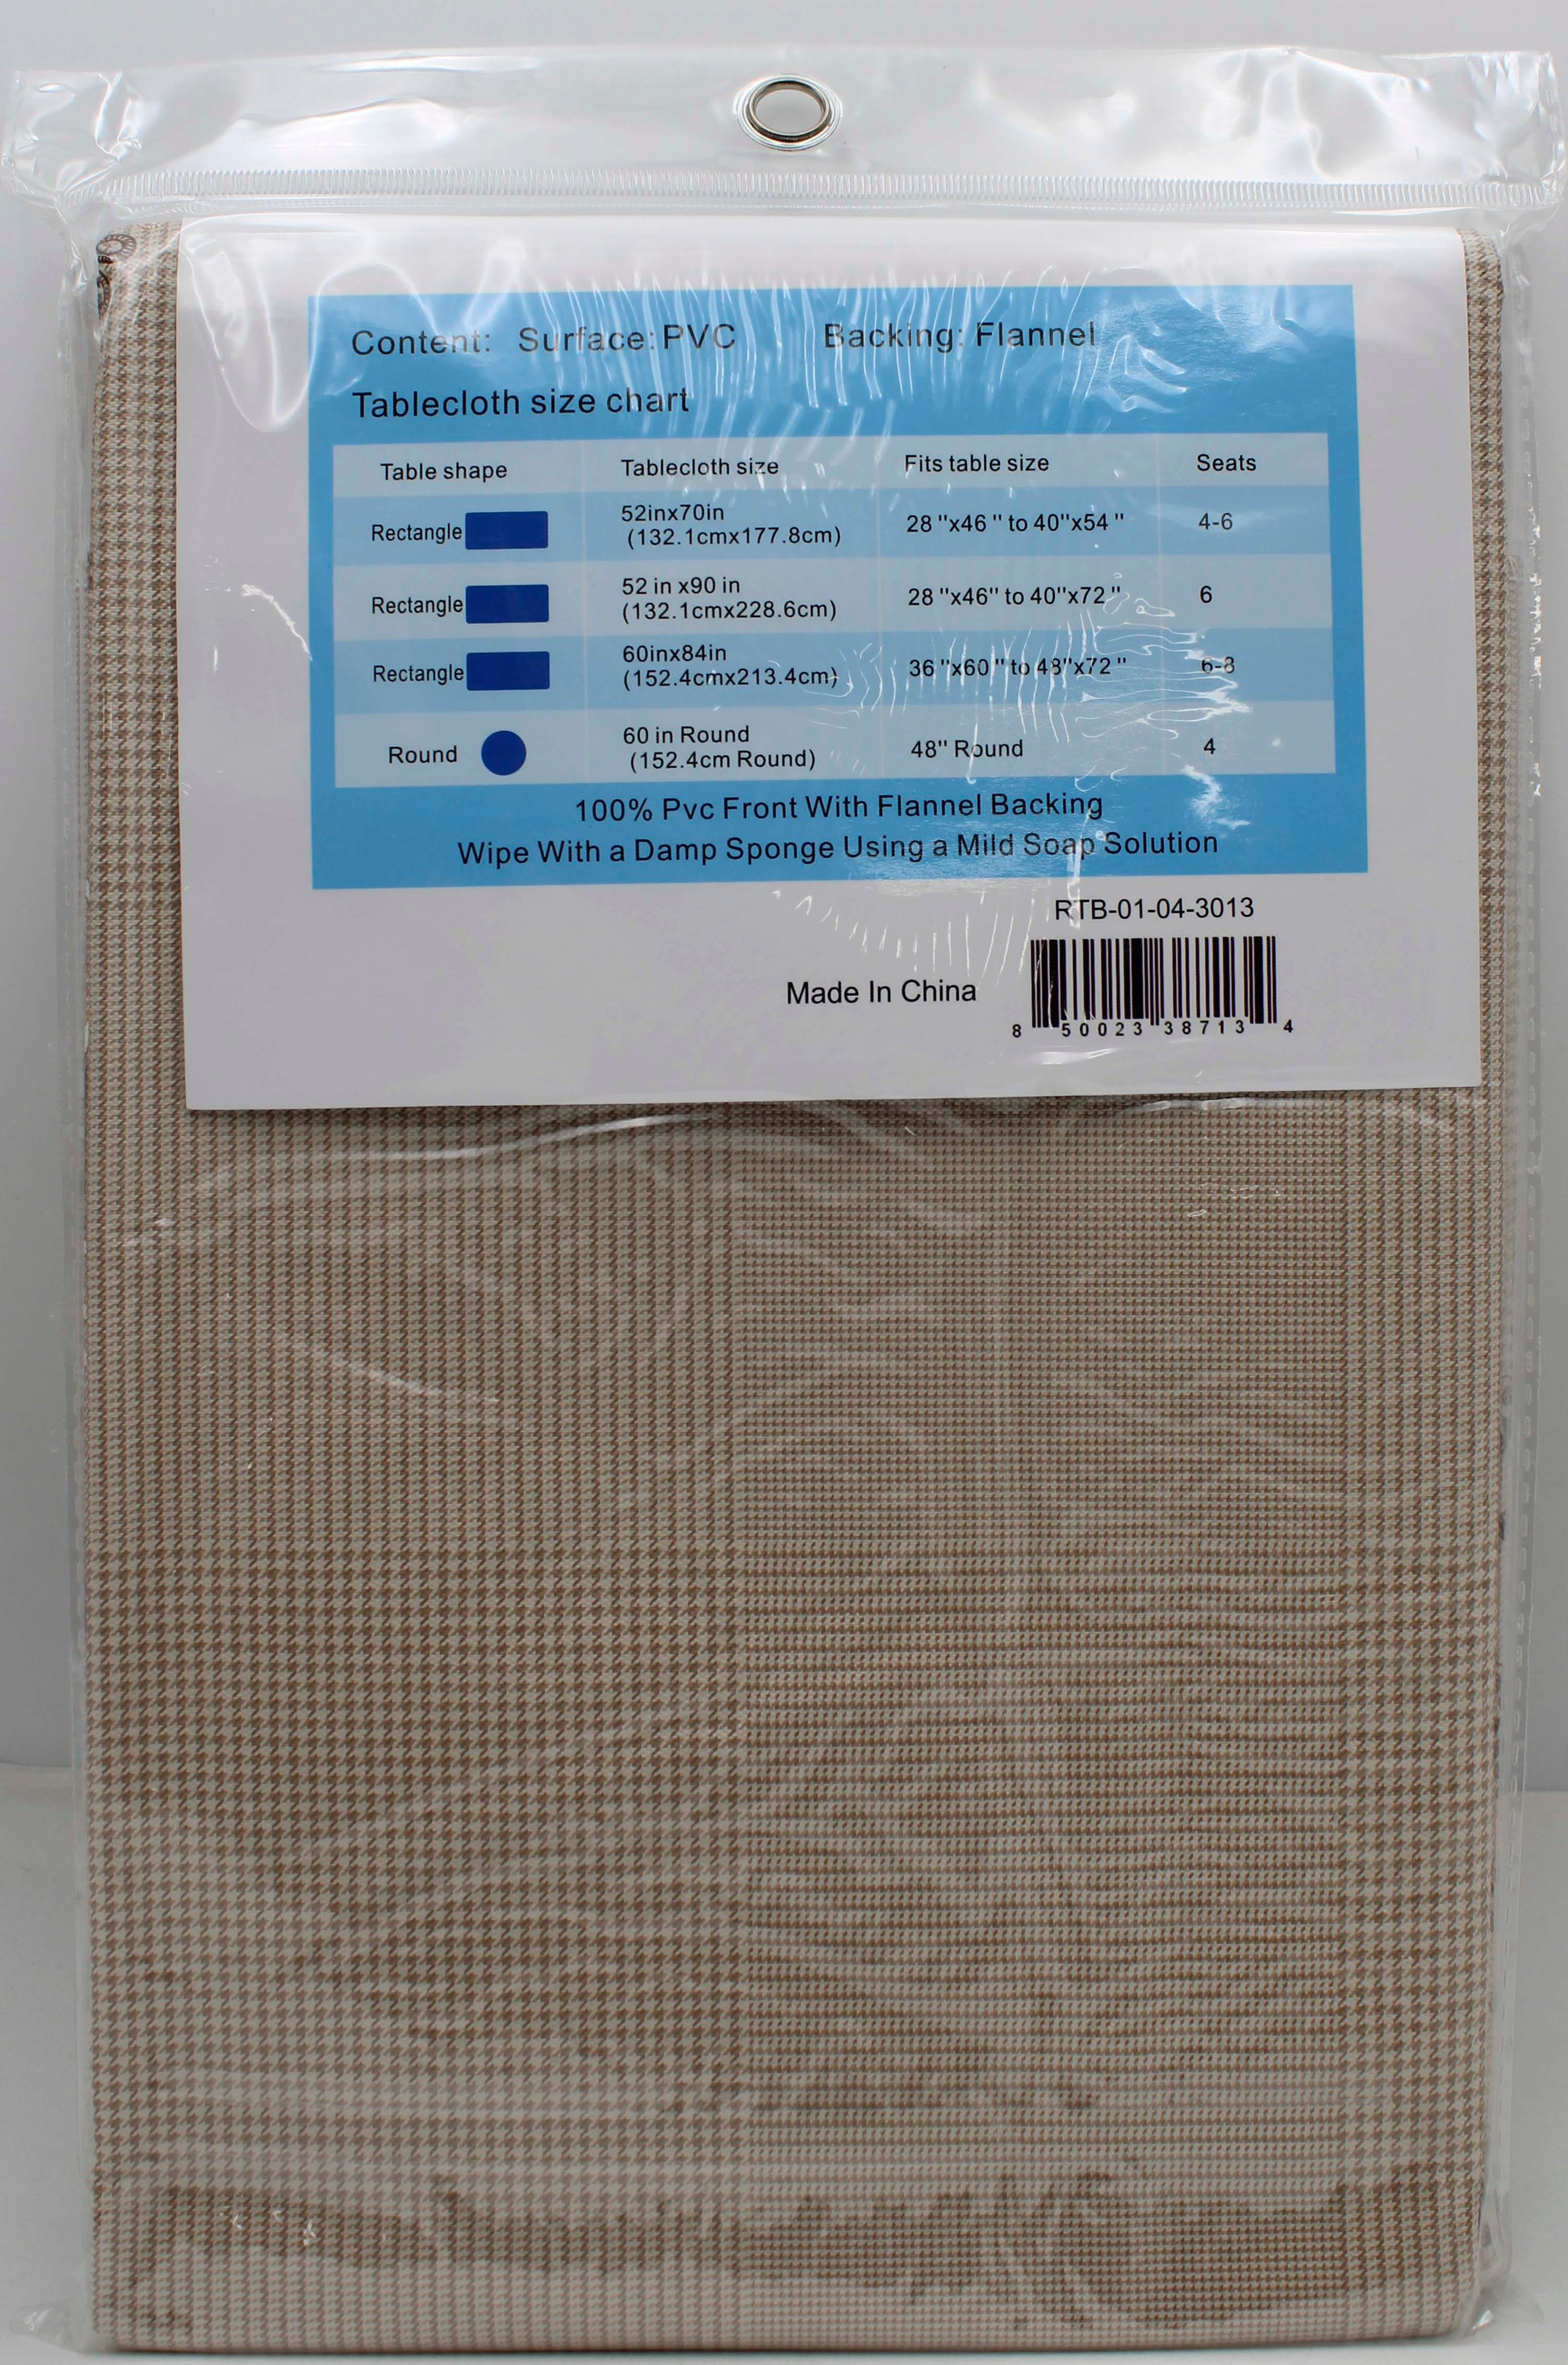 Content: Surface: PVC Backing: Flannel
Tablecloth size chart
Table shape Tablecloth size Fits table size Seats
Rectangle 52inx70in 28 "x46 " to 40"x54 " 4-6
(132.1cmx177.8cm)
Rectangle 52 in x90 in 28 "x46" to 40"x72 " 6
(132.1cmx228.6cm)
Rectangle 60inx84in 36 "x60 " to 48"x72 " 6-8
(152.4cmx213.4cm)
Round 60 in Round 48" Round 4
(152.4cm Round)
100% Pvc Front With Flannel Backing
Wipe With a Damp Sponge Using a Mild Soap Solution
RTB-01-04-3013
Made In China
8 50023 38713 4